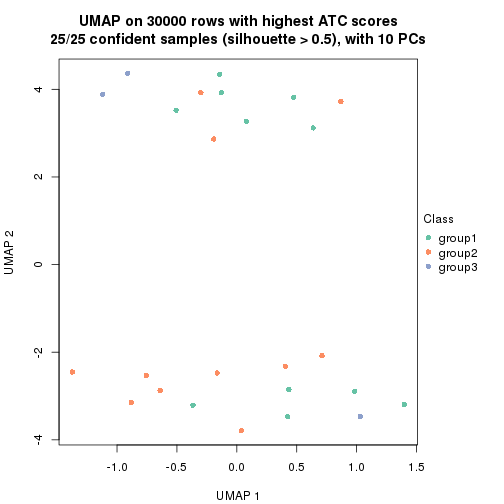 UMAP on 30000 rows with highest ATC scores
25/25 confident samples (silhouette > 0.5), with 10 PCs
4
2
0
-2
-4
UMAP 2
-1.0 -0.5 0.0 0.5 1.0 1.5
UMAP 1
Class
group1
group2
group3